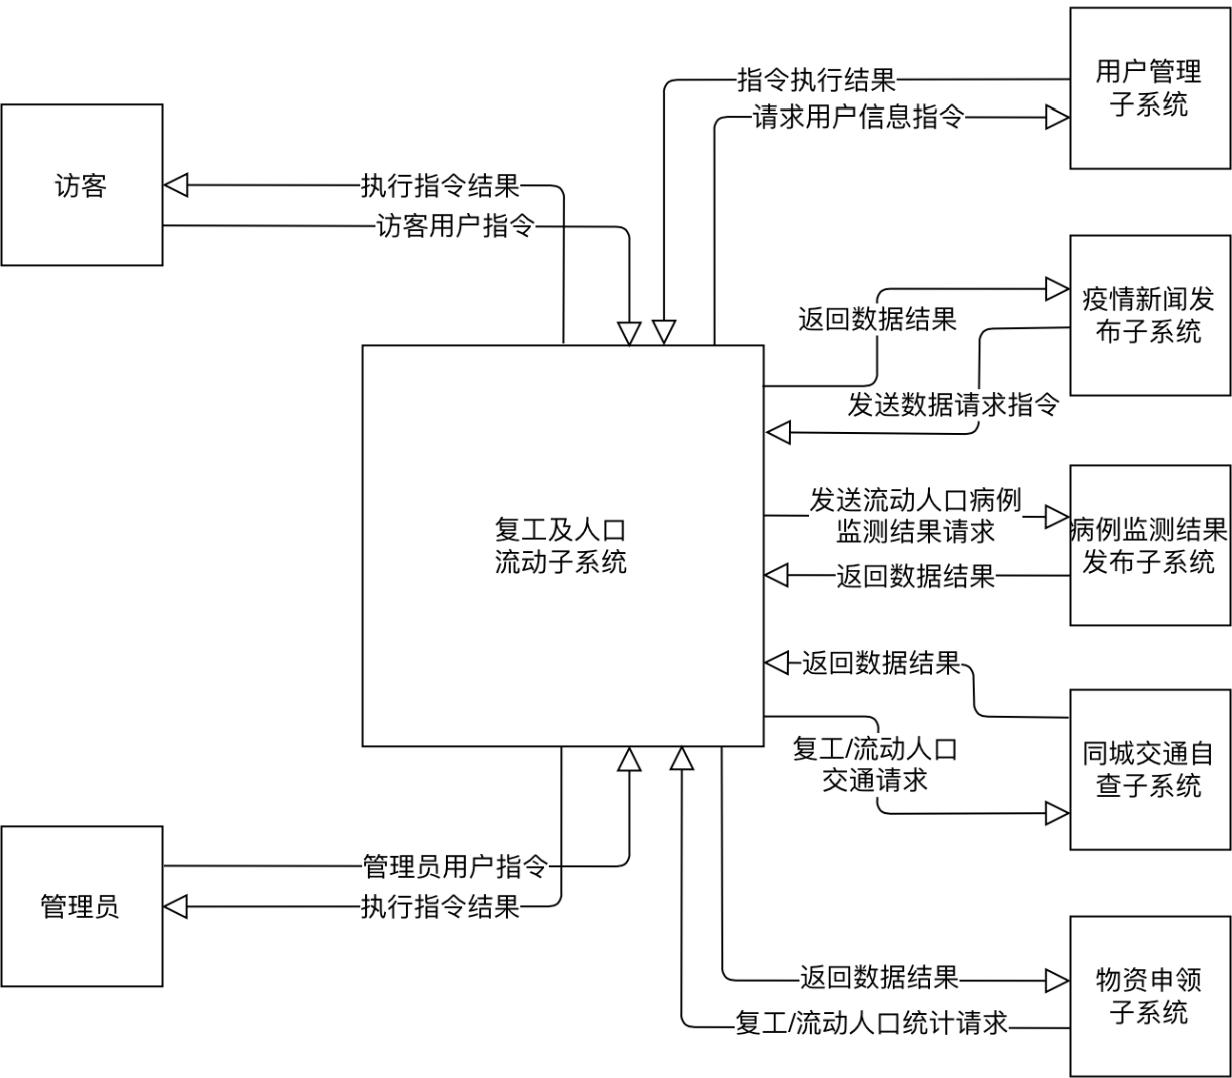 用户管理
子系统
指令执行结果
请求用户信息指令
访客
执行指令结果
访客用户指令
疫情新闻发
布子系统
返回数据结果
发送数据请求指令
复工及人口
流动子系统
发送流动人口病例
监测结果请求
病例监测结果
发布子系统
返回数据结果
返回数据结果
复工/流动人口
交通请求
同城交通自
查子系统
管理员
管理员用户指令
执行指令结果
返回数据结果
复工/流动人口统计请求
物资申领
子系统